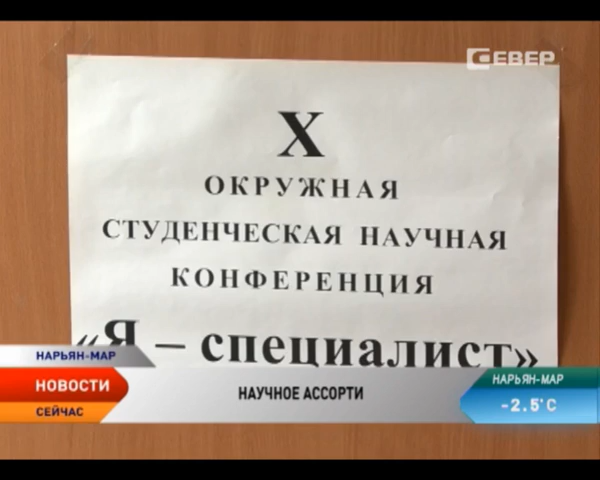 СЕВЕР
X
ОКРУЖНАЯ
СТУДЕНЧЕСКАЯ НАУЧНАЯ
КОНФЕРЕНЦИЯ
«Я – специалист»
НАРЬЯН-МАР
НОВОСТИ
СЕЙЧАС
НАУЧНОЕ АССОРТИ
НАРЬЯН-МАР
-2.5°C